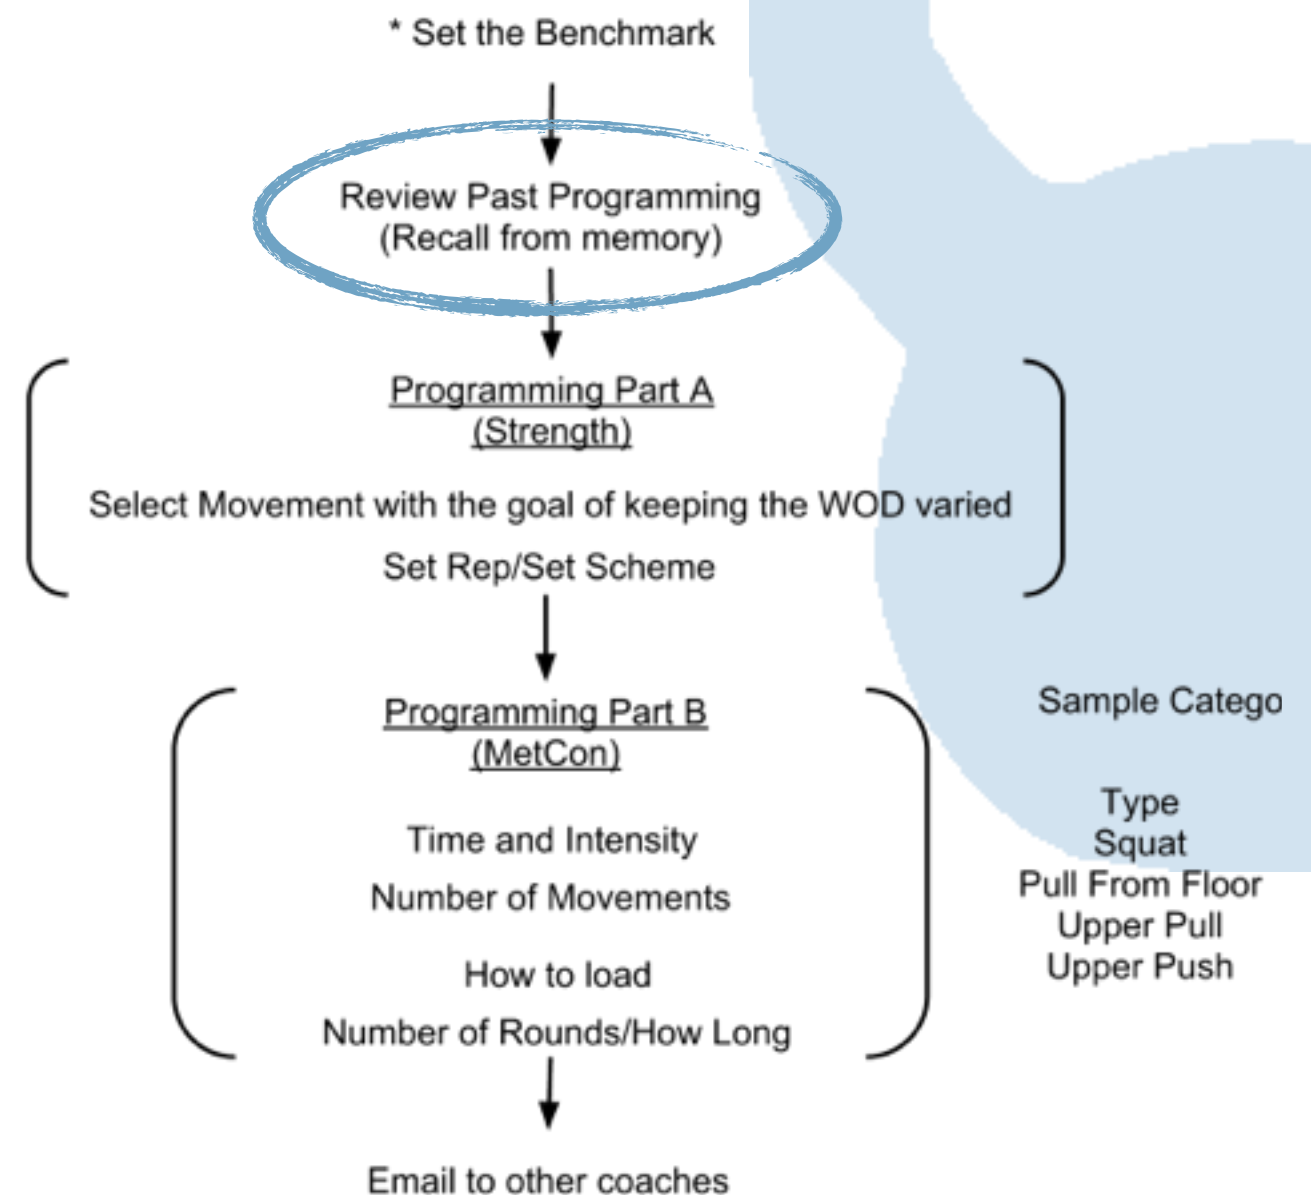 * Set the Benchmark
Review Past Programming
(Recall from memory)
Programming Part A
(Strength)
Select Movement with the goal of keeping the WOD varied
Set Rep/Set Scheme
Programming Part B
(MetCon)
Time and Intensity
Number of Movements
How to load
Number of Rounds/How Long
Email to other coaches
Sample Catego
Type
Squat
Pull From Floor
Upper Pull
Upper Push